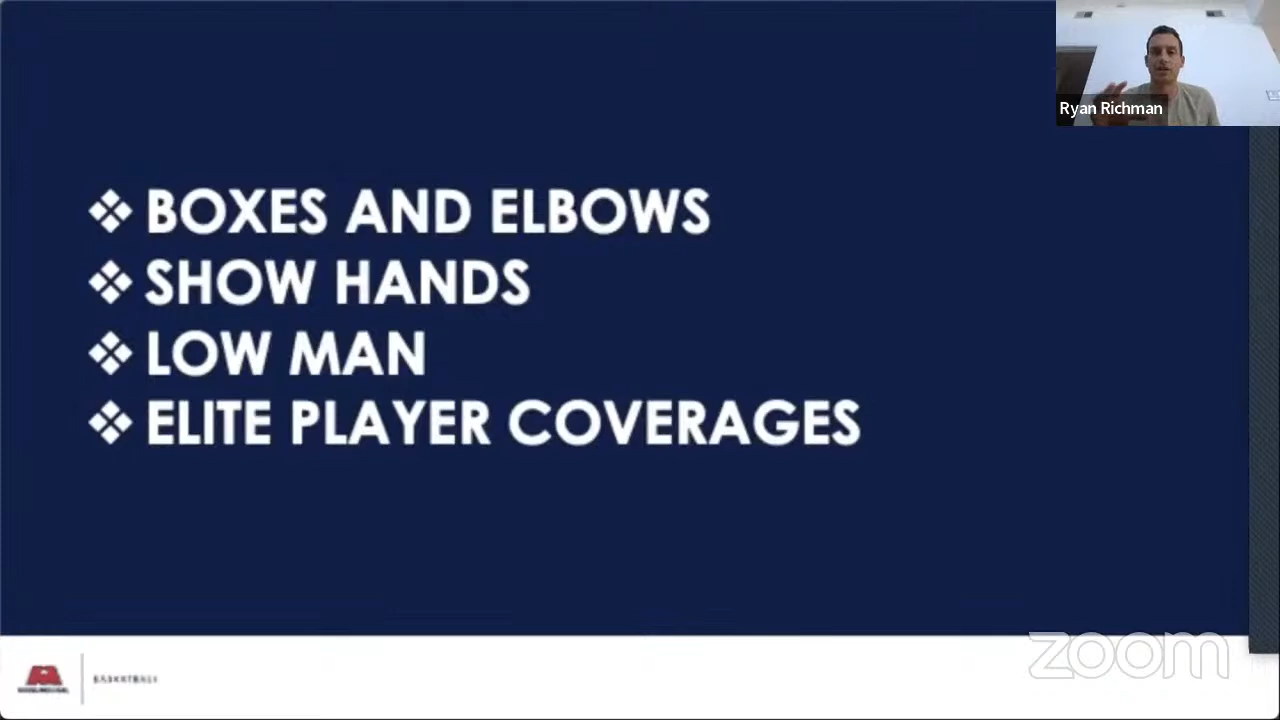 Ryan Richman
BOXES AND ELBOWS
SHOW HANDS
LOW MAN
ELITE PLAYER COVERAGES
BASKETBALL
zoom